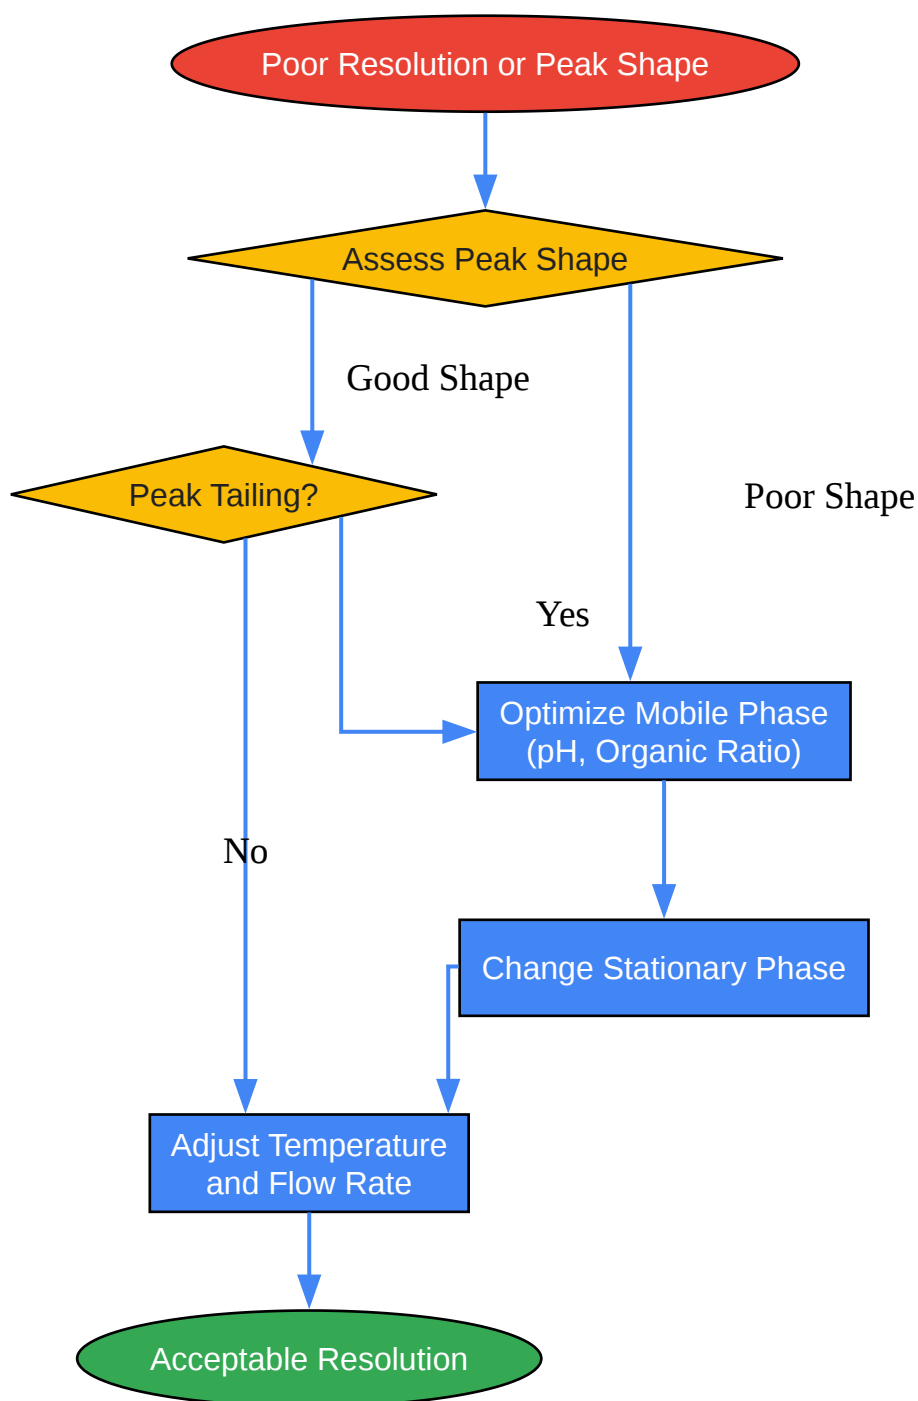 Poor Resolution or Peak Shape
Assess Peak Shape
Good Shape
Peak Tailing?
Poor Shape
Yes
Optimize Mobile Phase
(pH, Organic Ratio)
No
Change Stationary Phase
Adjust Temperature
and Flow Rate
Acceptable Resolution